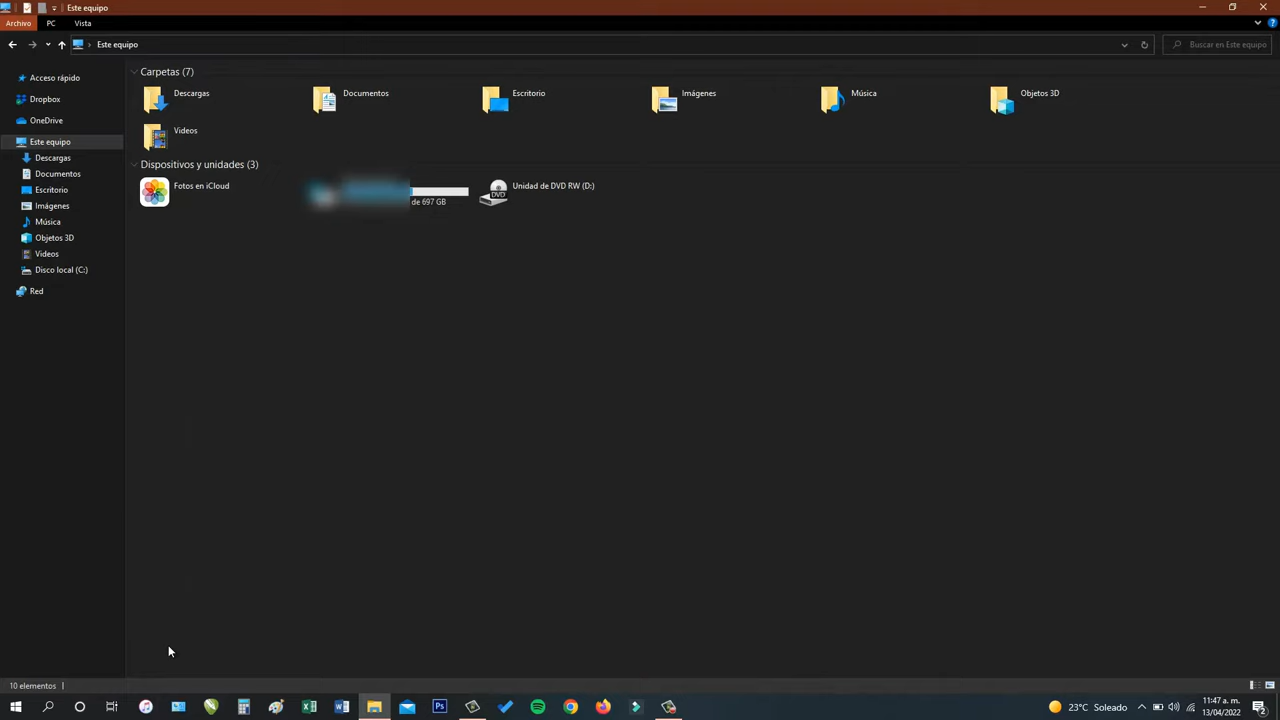 Este equipo
Archivo PC Vista
Este equipo
Buscar en Este equipo
Acceso rápido
Dropbox
OneDrive
Este equipo
Descargas
Documentos
Escritorio
Imágenes
Música
Objetos 3D
Videos
Disco local (C:)
Red
Carpetas (7)
Descargas
Documentos
Escritorio
Imágenes
Música
Objetos 3D
Videos
Dispositivos y unidades (3)
Fotos en iCloud
de 697 GB
Unidad de DVD RW (D:)
DVD
10 elementos
Ps
23°C Soleado
11:47 a. m.
13/04/2022
2